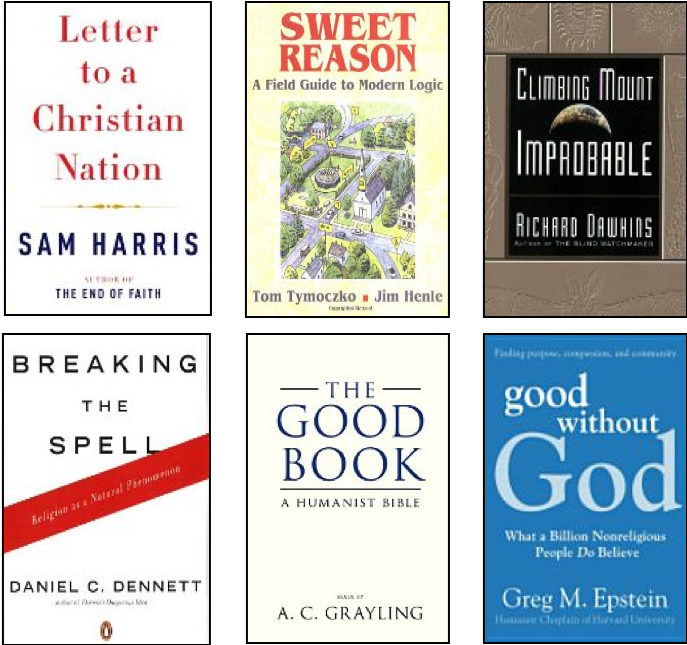 Letter
to a
Christian
Nation
SAM HARRIS
AUTHOR OF
THE END OF FAITH
SWEET
REASON
A Field Guide to Modern Logic
Tom Tymoczko ■ Jim Henle
Copyrighted Material
CLIMBING MOUNT
IMPROBABLE
RICHARD DAWKINS
AUTHOR OF THE BLIND WATCHMAKER
BREAKING
THE
SPELL
Religion as a Natural Phenomenon
DANIEL C. DENNETT
author of Darwin's Dangerous Idea
THE
GOOD
BOOK
A HUMANIST BIBLE
MADE BY
A. C. GRAYLING
Finding purpose, compassion, and community
good
without
God
What a Billion Nonreligious
People Do Believe
Greg M. Epstein
Humanist Chaplain of Harvard University